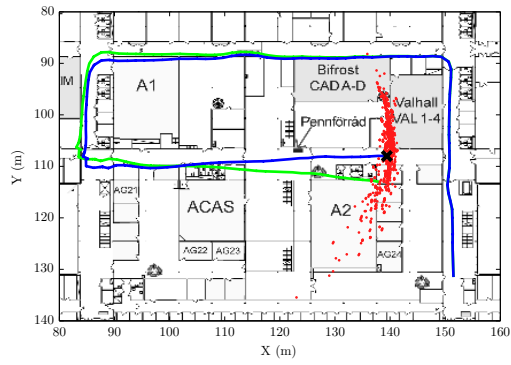 80
90
100
110
120
130
140
Y (m)
IM
A1
Bifrost
CAD A-D
Valhall
VAL 1-4
Pennförråd
AG21
ACAS
A2
AG22
AG23
AG24
80
90
100
110
120
130
140
150
160
X (m)